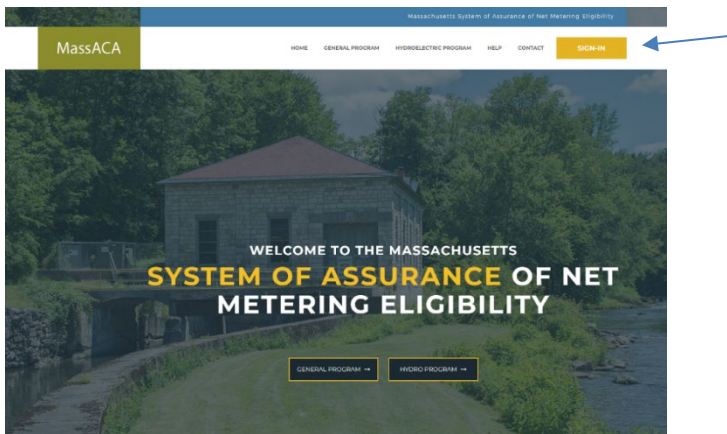 Massachusetts System of Assurance of Net Metering Eligibility
MassACA
HOME GENERAL PROGRAM HYDROELECTRIC PROGRAM HELP CONTACT SIGN-IN
WELCOME TO THE MASSACHUSETTS
SYSTEM OF ASSURANCE OF NET
METERING ELIGIBILITY
GENERAL PROGRAM → HYDRO PROGRAM →